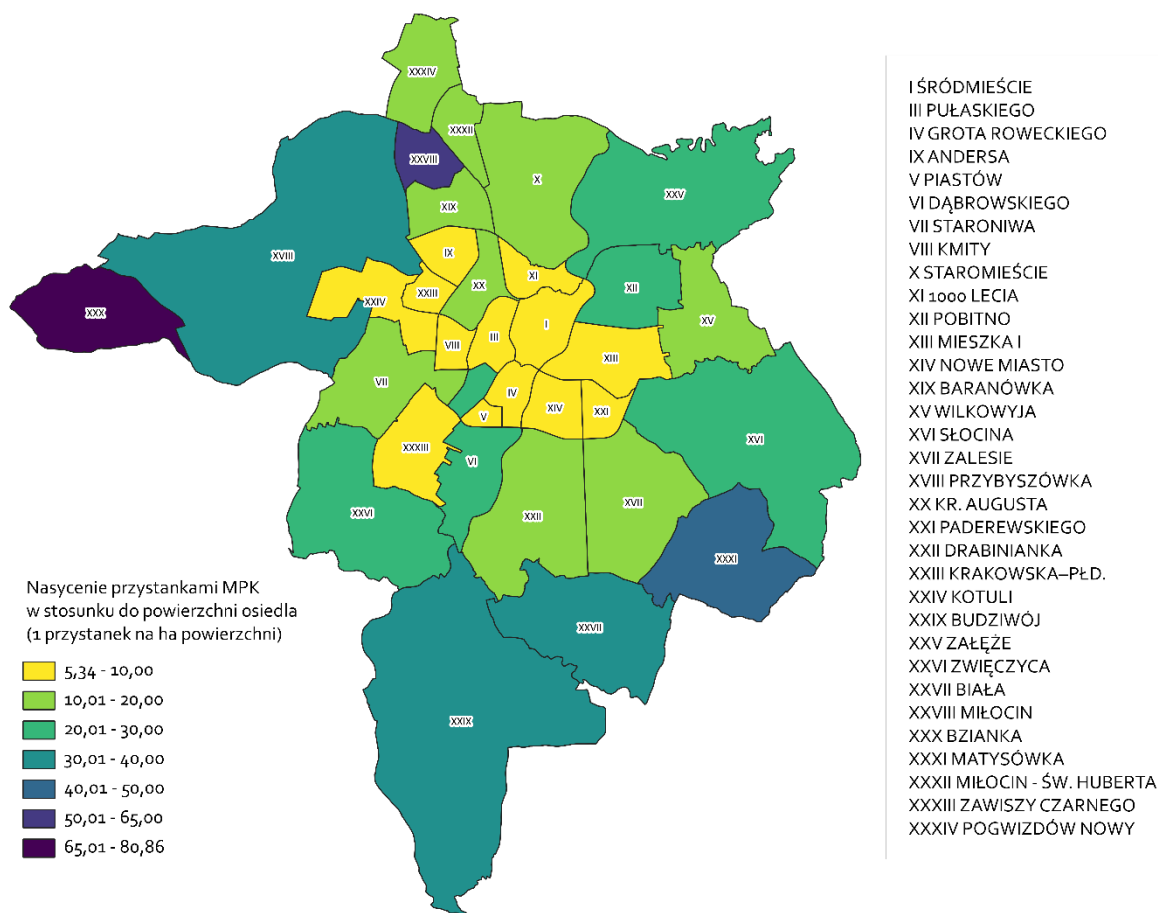 XXXIV
XXXII
XXVIII
X
XXV
XIX
IX
XVIII
XI
XX
XII
XXIII
XXIV
XXX
XV
I
III
VIII
XIII
VII
IV
XIV
XXI
V
XVI
XXXIII
VI
XVII
XXVI
XXII
XXXI
XXVII
XXIX
Nasycenie przystankami MPK
w stosunku do powierzchni osiedla
(1 przystanek na ha powierzchni)
5,34 - 10,00
10,01 - 20,00
20,01 - 30,00
30,01 - 40,00
40,01 - 50,00
50,01 - 65,00
65,01 - 80,86
I ŚRÓDMIEŚCIE
III PUŁASKIEGO
IV GROTA ROWECKIEGO
IX ANDERSA
V PIASTÓW
VI DĄBROWSKIEGO
VII STARONIWA
VIII KMITY
X STAROMIEŚCIE
XI 1000 LECIA
XII POBITNO
XIII MIESZKA I
XIV NOWE MIASTO
XIX BARANÓWKA
XV WILKOWYJA
XVI SŁOCINA
XVII ZALESIE
XVIII PRZYBYSZÓWKA
XX KR. AUGUSTA
XXI PADEREWSKIEGO
XXII DRABINIANKA
XXIII KRAKOWSKA–PŁD.
XXIV KOTULI
XXIX BUDZIWÓJ
XXV ZAŁĘŻE
XXVI ZWIĘCZYCA
XXVII BIAŁA
XXVIII MIŁOCIN
XXX BZIANKA
XXXI MATYSÓWKA
XXXII MIŁOCIN - ŚW. HUBERTA
XXXIII ZAWISZY CZARNEGO
XXXIV POGWIZDÓW NOWY